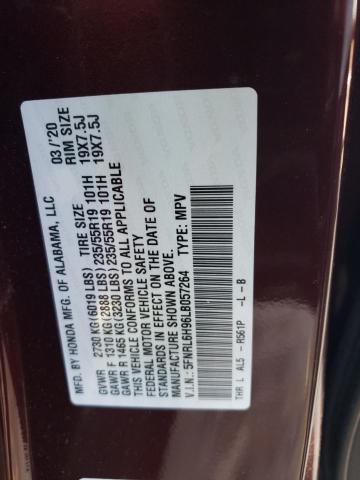 MFD. BY HONDA MFG. OF ALABAMA, LLC 03/'20
TIRE SIZE RIM SIZE
GVWR 2730 KG(6019 LBS)
GAWR F 1310 KG(2888 LBS) 235/55R19 101H 19X7.5J
GAWR R 1465 KG(3230 LBS) 235/55R19 101H 19X7.5J
THIS VEHICLE CONFORMS TO ALL APPLICABLE
FEDERAL MOTOR VEHICLE SAFETY
STANDARDS IN EFFECT ON THE DATE OF
MANUFACTURE SHOWN ABOVE.
V.I.N.: 5FNRL6H96LB057264 TYPE: MPV
THR L AL5 - R561P -L -B